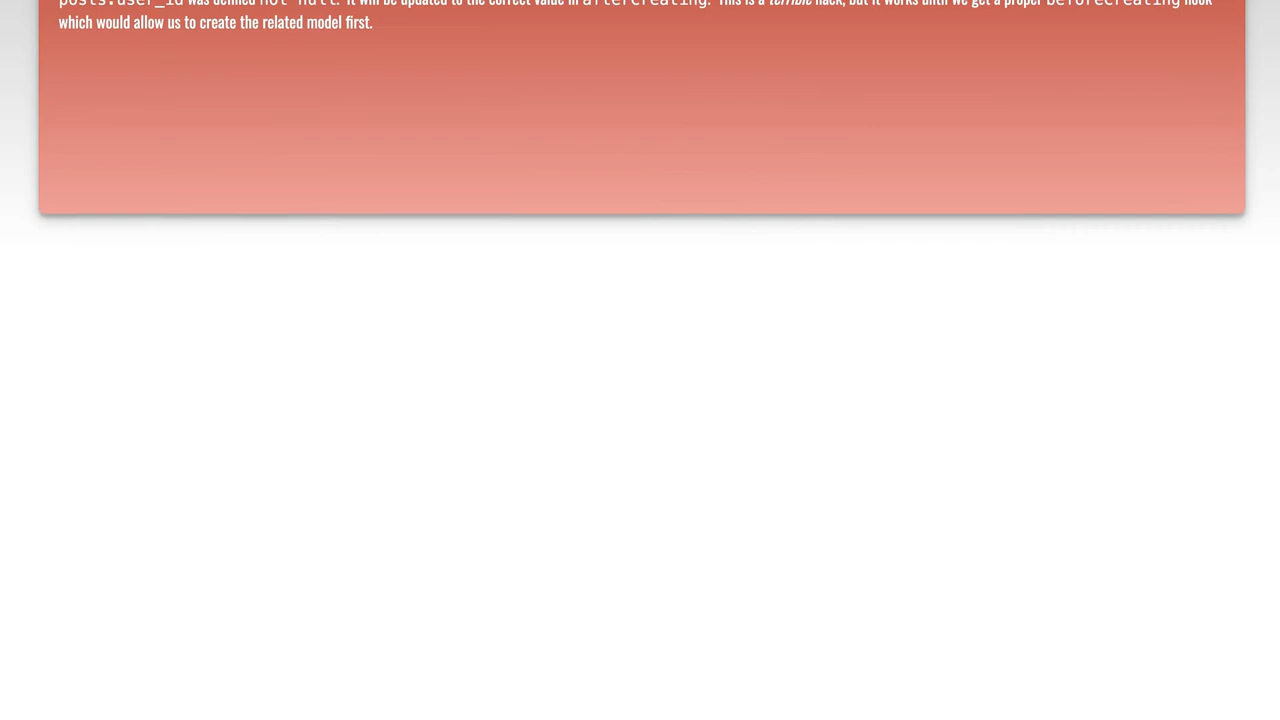 posts.user_id was defined not null. It will be updated to the correct value in afterCreating. This is a terrible hack, but it works until we get a proper beforeCreating hook
which would allow us to create the related model first.